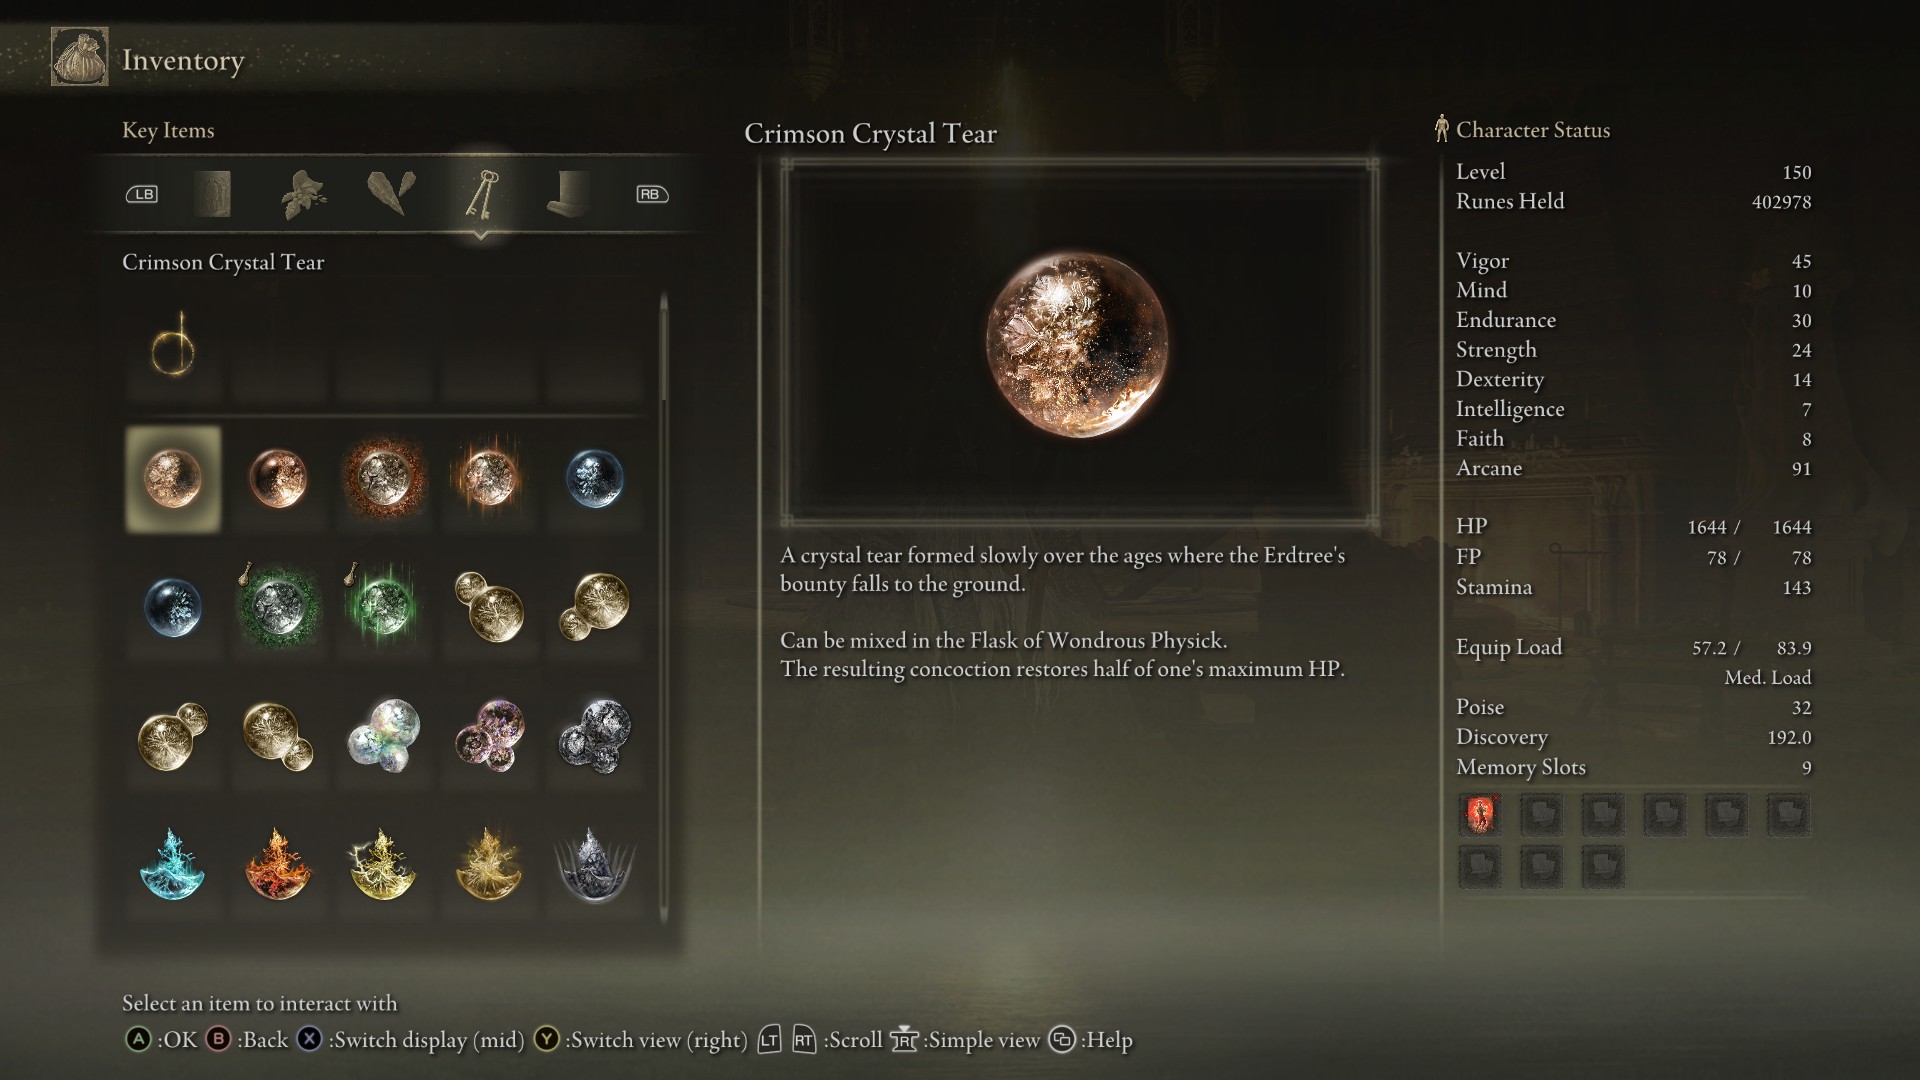 Inventory
Key Items
LB
RB
Crimson Crystal Tear
Crimson Crystal Tear
A crystal tear formed slowly over the ages where the Erdtree's
bounty falls to the ground.
Can be mixed in the Flask of Wondrous Physick.
The resulting concoction restores half of one's maximum HP.
Character Status
Level 150
Runes Held 402978
Vigor 45
Mind 10
Endurance 30
Strength 24
Dexterity 14
Intelligence 7
Faith 8
Arcane 91
HP 1644 / 1644
FP 78 / 78
Stamina 143
Equip Load 57.2 / 83.9
Med. Load
Poise 32
Discovery 192.0
Memory Slots 9
Select an item to interact with
A :OK B :Back X :Switch display (mid) Y :Switch view (right) LT RT :Scroll R :Simple view :Help